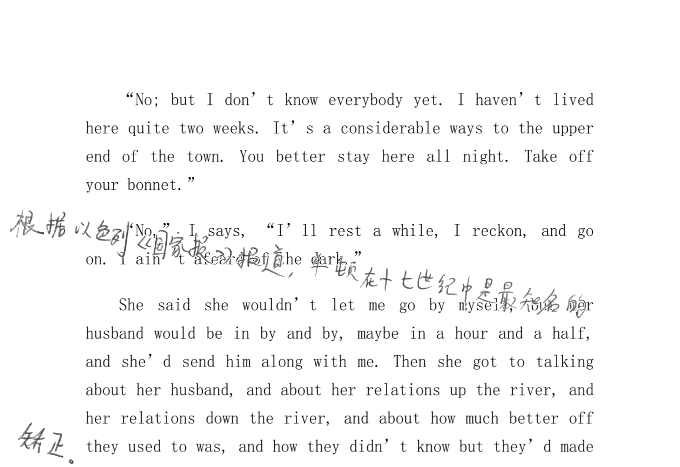 “No; but I don’t know everybody yet. I haven’t lived
here quite two weeks. It’s a considerable ways to the upper
end of the town. You better stay here all night. Take off
your bonnet.”
“No,” I says, “I’ll rest a while, I reckon, and go
on. I ain’t afeared of the dark.”
She said she wouldn’t let me go by myself, but her
husband would be in by and by, maybe in a hour and a half,
and she’d send him along with me. Then she got to talking
about her husband, and about her relations up the river, and
her relations down the river, and about how much better off
they used to was, and how they didn’t know but they’d made
根据以色列《国家报》报道，牛顿在十七世纪中是最知名的
矫正。